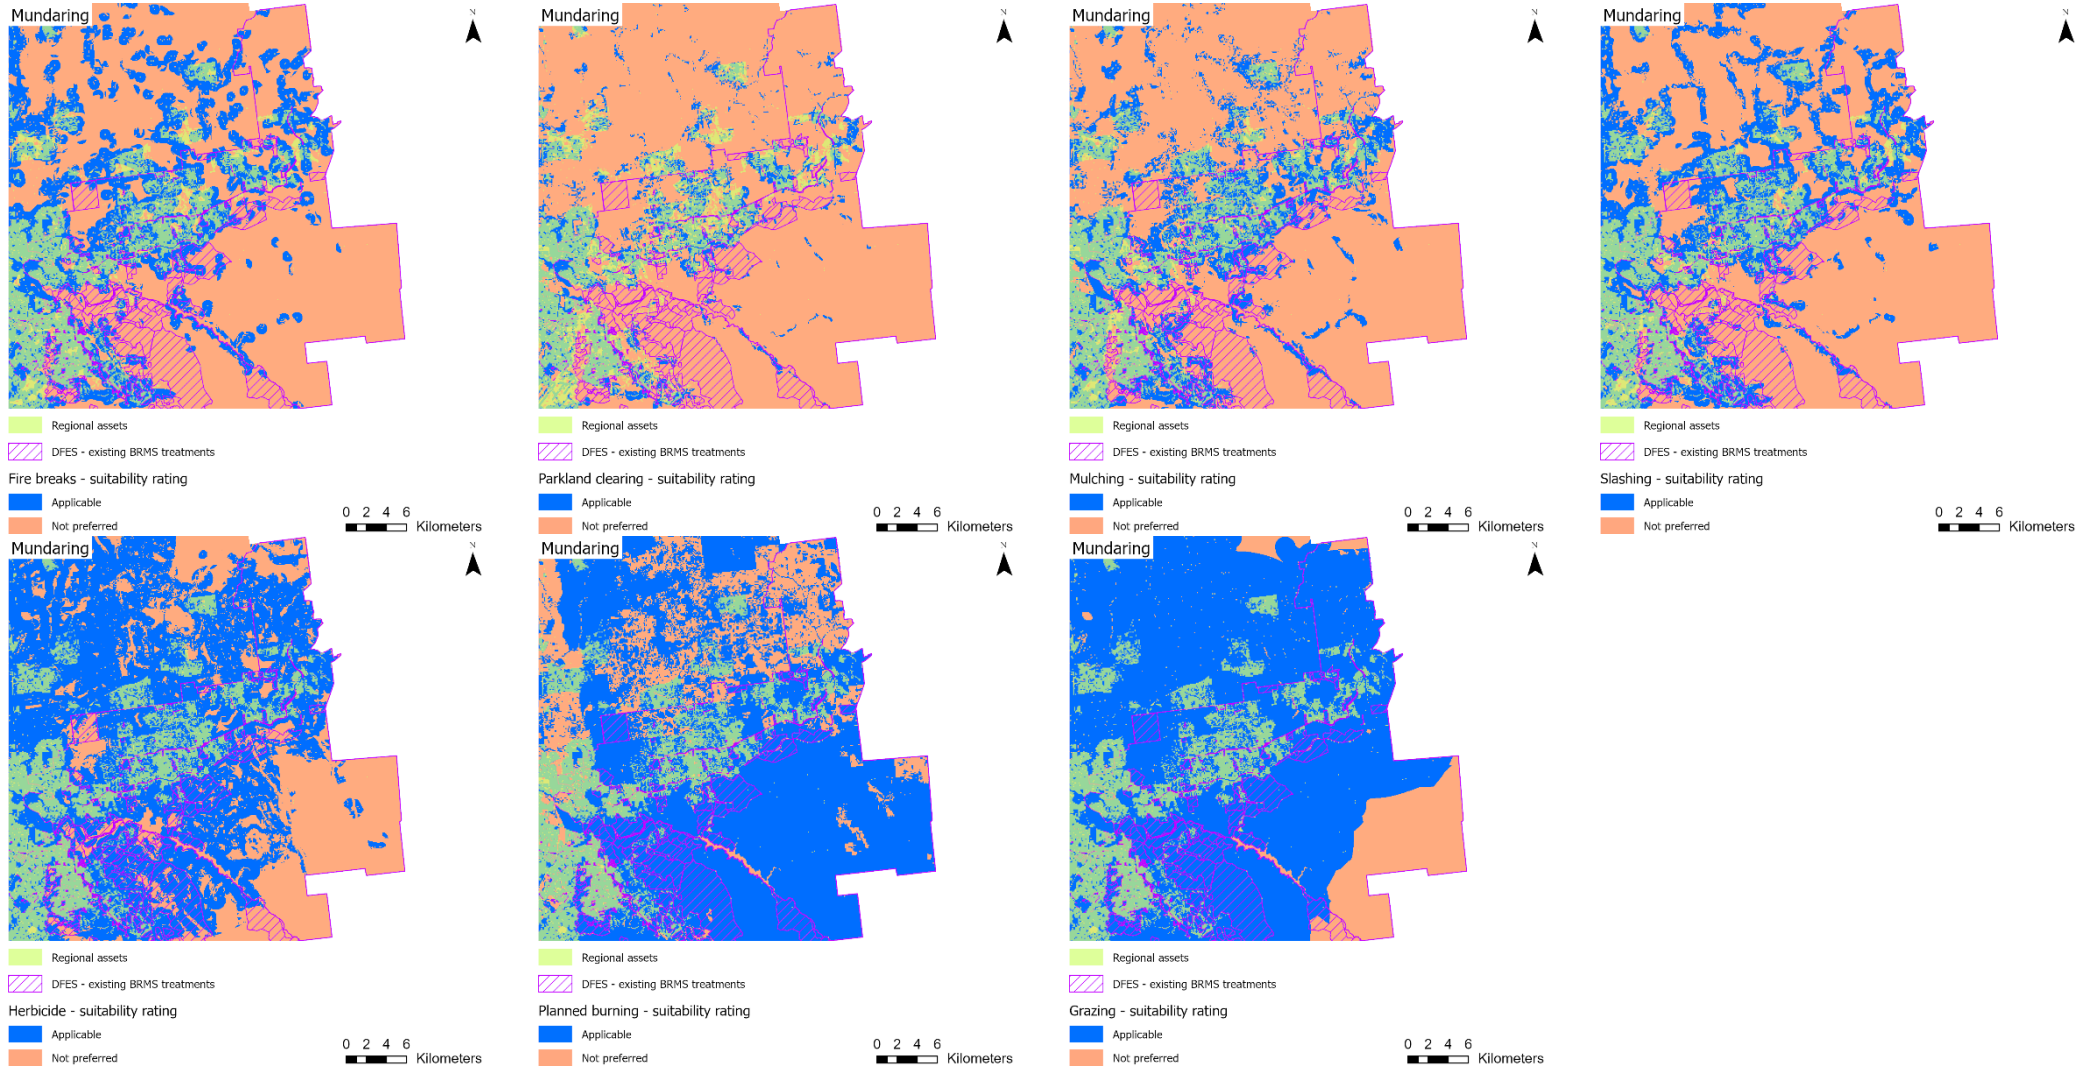 Mundaring
N
Regional assets
DFES - existing BRMS treatments
Fire breaks - suitability rating
Applicable
Not preferred
0 2 4 6
Kilometers
Mundaring
N
Regional assets
DFES - existing BRMS treatments
Parkland clearing - suitability rating
Applicable
Not preferred
0 2 4 6
Kilometers
Mundaring
N
Regional assets
DFES - existing BRMS treatments
Mulching - suitability rating
Applicable
Not preferred
0 2 4 6
Kilometers
Mundaring
N
Regional assets
DFES - existing BRMS treatments
Slashing - suitability rating
Applicable
Not preferred
0 2 4 6
Kilometers
Mundaring
N
Regional assets
DFES - existing BRMS treatments
Herbicide - suitability rating
Applicable
Not preferred
0 2 4 6
Kilometers
Mundaring
N
Regional assets
DFES - existing BRMS treatments
Planned burning - suitability rating
Applicable
Not preferred
0 2 4 6
Kilometers
Mundaring
N
Regional assets
DFES - existing BRMS treatments
Grazing - suitability rating
Applicable
Not preferred
0 2 4 6
Kilometers